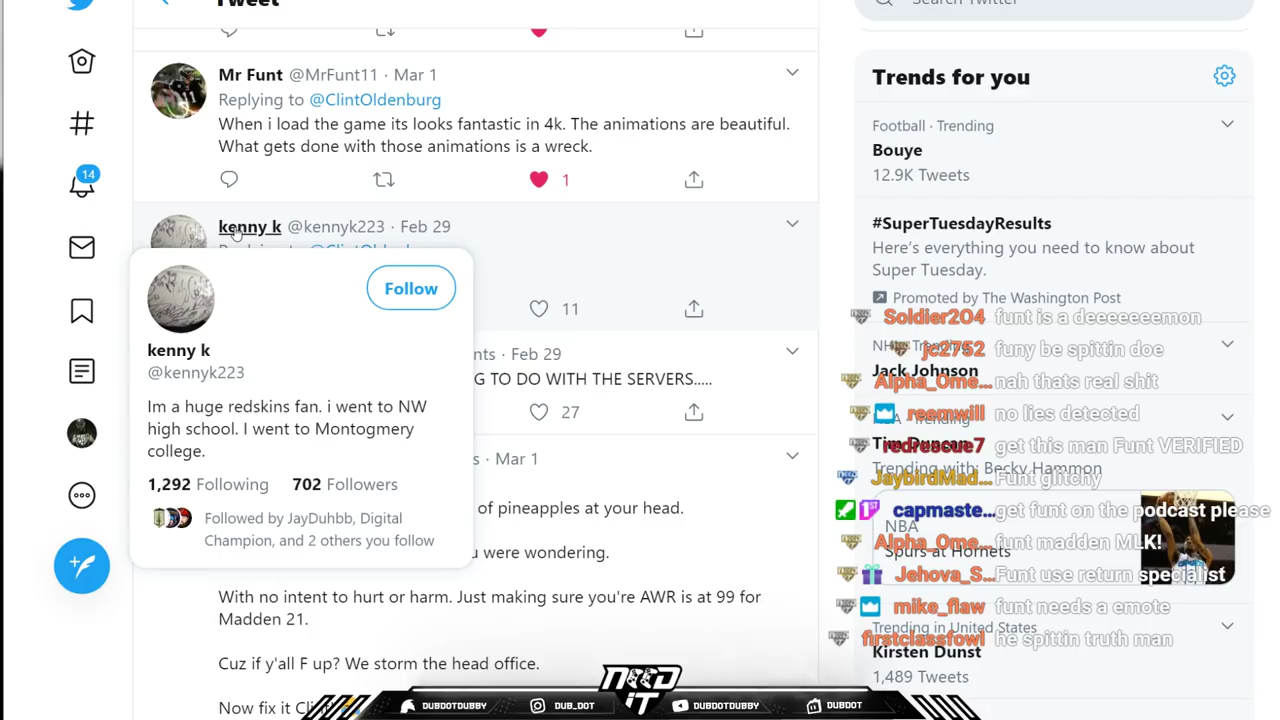 Tweet
Search Twitter
Mr Funt @MrFunt11 · Mar 1
Replying to @ClintOldenburg
When i load the game its looks fantastic in 4k. The animations are beautiful.
What gets done with those animations is a wreck.
1
14
kenny k @kennyk223 · Feb 29
11
Follow
kenny k
@kennyk223
Im a huge redskins fan. i went to NW
high school. I went to Montogmery
college.
1,292 Following 702 Followers
Followed by JayDuhbb, Digital
Champion, and 2 others you follow
nts · Feb 29
G TO DO WITH THE SERVERS.....
27
s · Mar 1
of pineapples at your head.
u were wondering.
With no intent to hurt or harm. Just making sure you're AWR is at 99 for
Madden 21.
Cuz if y'all F up? We storm the head office.
Now fix it
Trends for you
Football · Trending
Bouye
12.9K Tweets
#SuperTuesdayResults
Here's everything you need to know about
Super Tuesday.
Promoted by The Washington Post
Soldier204 funt is a deeeeeeemon
Trending
jc2752 funy be spittin doe
Jack Johnson
Alpha_Ome... nah thats real shit
reemwill no lies detected
Trending
Tim Duncan
redrescue7 get this man Funt VERIFIED
Trending with: Becky Hammon
JaybirdMad... Funt glitchy
capmaste... get funt on the podcast please
NBA
Alpha_Ome... funt madden MLK!
Spurs at Hornets
Jehova_S... Funt use return specialist
mike_flaw funt needs a emote
Trending in United States
firstclassfowl he spittin truth man
Kirsten Dunst
1,489 Tweets
NEED IT
DUBDOTDUBBY DUB_DOT DUBDOTDUBBY DUBDOT